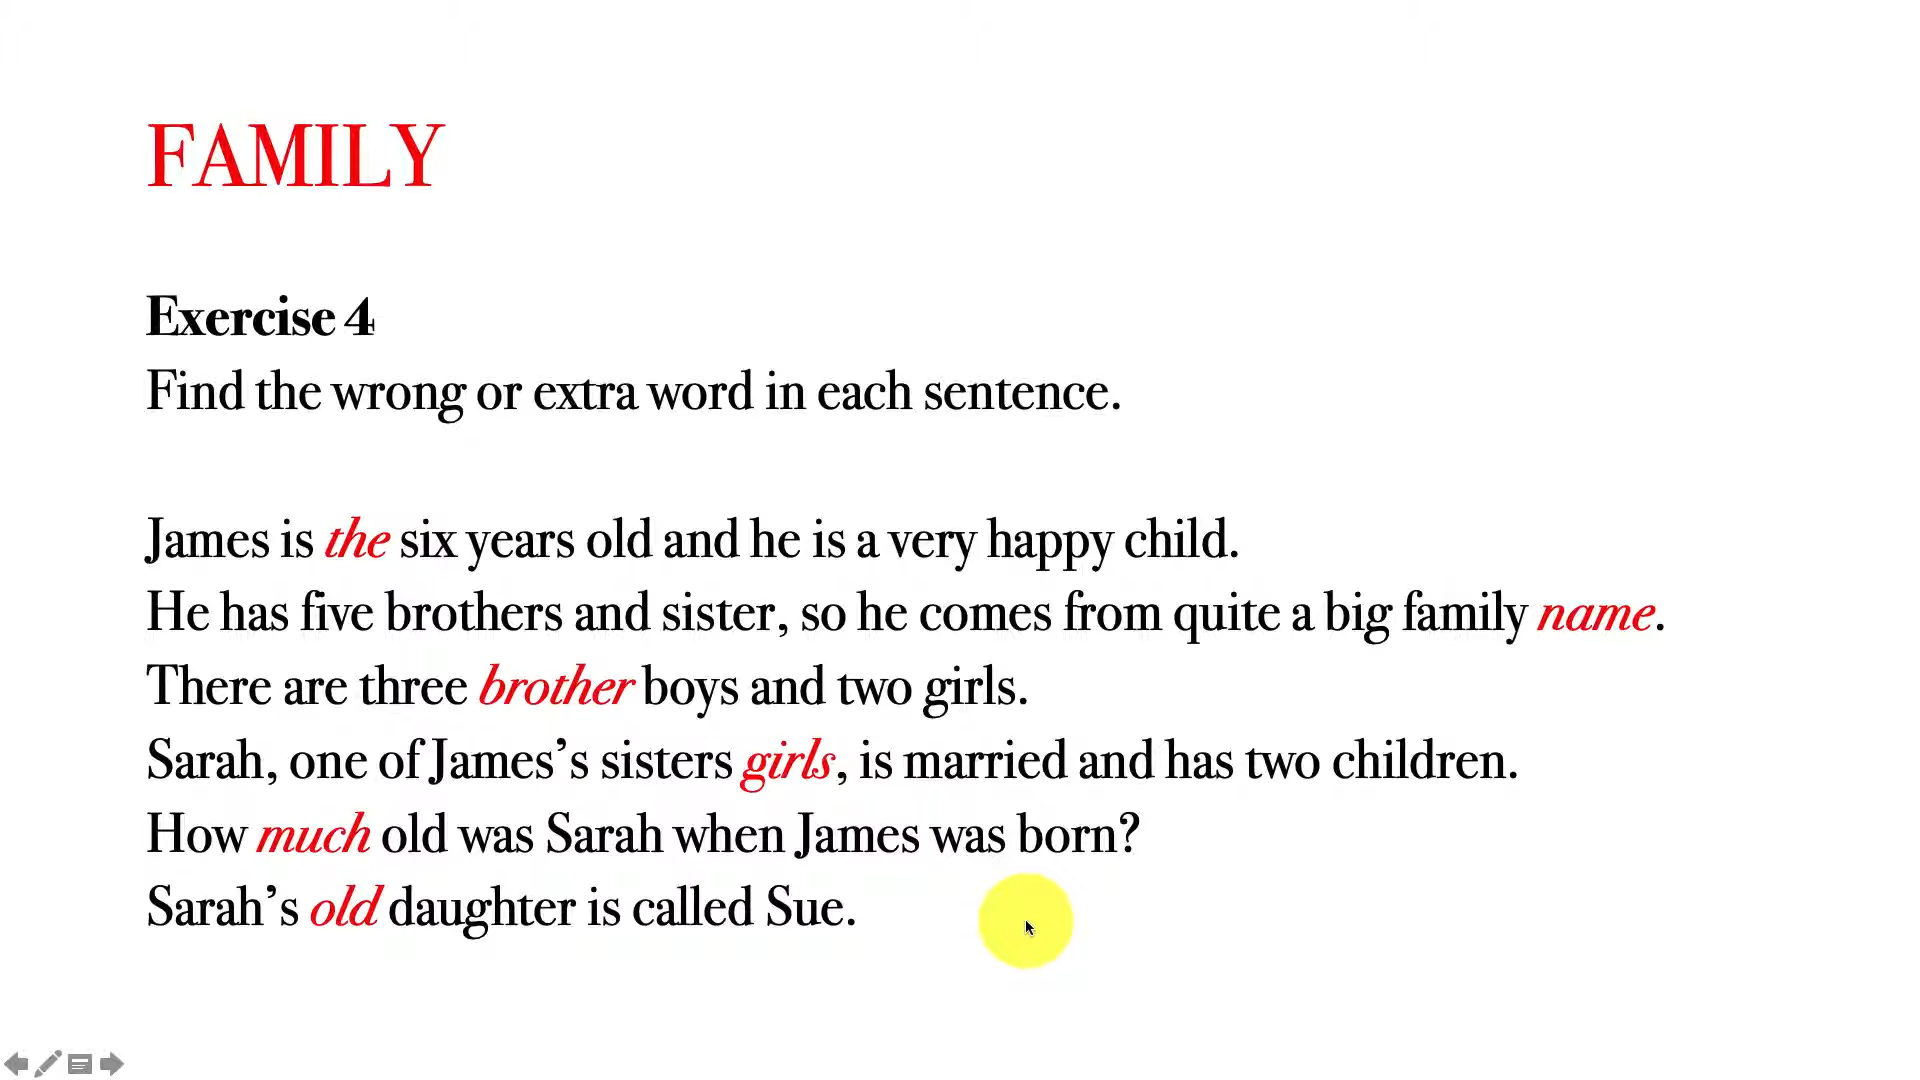 FAMILY
Exercise 4
Find the wrong or extra word in each sentence.
James is the six years old and he is a very happy child.
He has five brothers and sister, so he comes from quite a big family name.
There are three brother boys and two girls.
Sarah, one of James’s sisters girls, is married and has two children.
How much old was Sarah when James was born?
Sarah’s old daughter is called Sue.